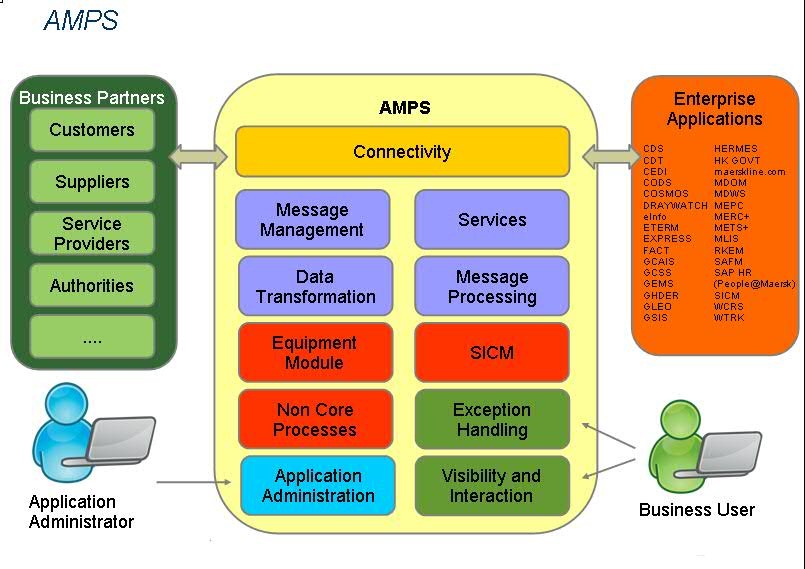 AMPS
Business Partners
Customers
Suppliers
Service
Providers
Authorities
....
AMPS
Connectivity
Message
Management
Services
Data
Transformation
Message
Processing
Equipment
Module
SICM
Non Core
Processes
Exception
Handling
Application
Administration
Visibility and
Interaction
Enterprise
Applications
CDS HERMES
CDT HK GOVT
CEDI maerskline.com
CODS MDOM
COSMOS MDWS
DRAYWATCH MEPC
eInfo MERC+
ETERM METS+
EXPRESS MLIS
FACT RKEM
GCAIS SAFM
GCSS SAP HR
GEMS (People@Maersk)
GHDER SICM
GLEO WCRS
GSIS WTRK
Application
Administrator
Business User